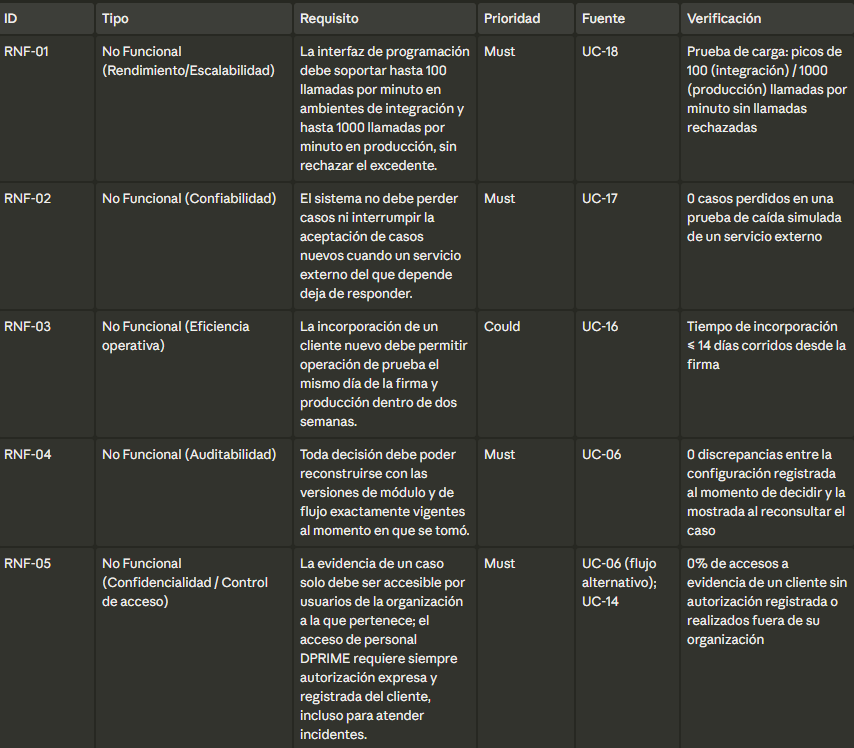 ID Tipo Requisito Prioridad Fuente Verificación
RNF-01
No Funcional
(Rendimiento/Escalabilidad)
La interfaz de programación
debe soportar hasta 100
llamadas por minuto en
ambientes de integración y
hasta 1000 llamadas por
minuto en producción, sin
rechazar el excedente.
Must
UC-18
Prueba de carga: picos de
100 (integración) / 1000
(producción) llamadas por
minuto sin llamadas
rechazadas
RNF-02
No Funcional (Confiabilidad)
El sistema no debe perder
casos ni interrumpir la
aceptación de casos
nuevos cuando un servicio
externo del que depende
deja de responder.
Must
UC-17
0 casos perdidos en una
prueba de caída simulada
de un servicio externo
RNF-03
No Funcional (Eficiencia
operativa)
La incorporación de un
cliente nuevo debe permitir
operación de prueba el
mismo día de la firma y
producción dentro de dos
semanas.
Could
UC-16
Tiempo de incorporación
≤ 14 días corridos desde la
firma
RNF-04
No Funcional (Auditabilidad)
Toda decisión debe poder
reconstruirse con las
versiones de módulo y de
flujo exactamente vigentes
al momento en que se tomó.
Must
UC-06
0 discrepancias entre la
configuración registrada
al momento de decidir y la
mostrada al reconsultar el
caso
RNF-05
No Funcional
(Confidencialidad / Control
de acceso)
La evidencia de un caso
solo debe ser accesible por
usuarios de la organización
a la que pertenece; el
acceso de personal
DPRIME requiere siempre
autorización expresa y
registrada del cliente,
incluso para atender
incidentes.
Must
UC-06 (flujo
alternativo);
UC-14
0% de accesos a
evidencia de un cliente sin
autorización registrada o
realizados fuera de su
organización